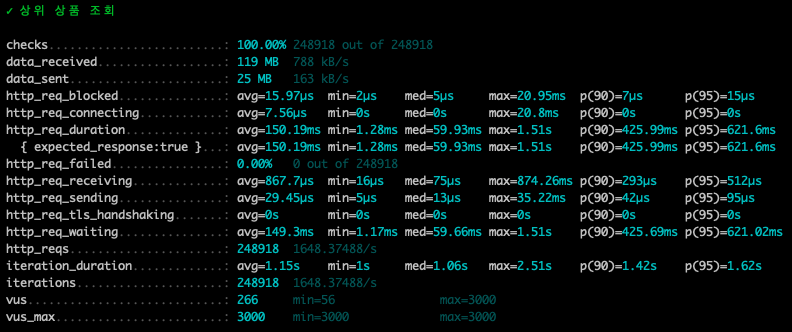 ✓ 상위 상품 조회
checks.........................: 100.00% 248918 out of 248918
data_received..................: 119 MB 788 kB/s
data_sent......................: 25 MB 163 kB/s
http_req_blocked...............: avg=15.97µs min=2µs med=5µs max=20.95ms p(90)=7µs p(95)=15µs
http_req_connecting............: avg=7.56µs min=0s med=0s max=20.8ms p(90)=0s p(95)=0s
http_req_duration..............: avg=150.19ms min=1.28ms med=59.93ms max=1.51s p(90)=425.99ms p(95)=621.6ms
{ expected_response:true }...: avg=150.19ms min=1.28ms med=59.93ms max=1.51s p(90)=425.99ms p(95)=621.6ms
http_req_failed................: 0.00% 0 out of 248918
http_req_receiving.............: avg=867.7µs min=16µs med=75µs max=874.26ms p(90)=293µs p(95)=512µs
http_req_sending...............: avg=29.45µs min=5µs med=13µs max=35.22ms p(90)=42µs p(95)=95µs
http_req_tls_handshaking.......: avg=0s min=0s med=0s max=0s p(90)=0s p(95)=0s
http_req_waiting...............: avg=149.3ms min=1.17ms med=59.66ms max=1.51s p(90)=425.69ms p(95)=621.02ms
http_reqs......................: 248918 1648.37488/s
iteration_duration.............: avg=1.15s min=1s med=1.06s max=2.51s p(90)=1.42s p(95)=1.62s
iterations.....................: 248918 1648.37488/s
vus............................: 266 min=56 max=3000
vus_max........................: 3000 min=3000 max=3000